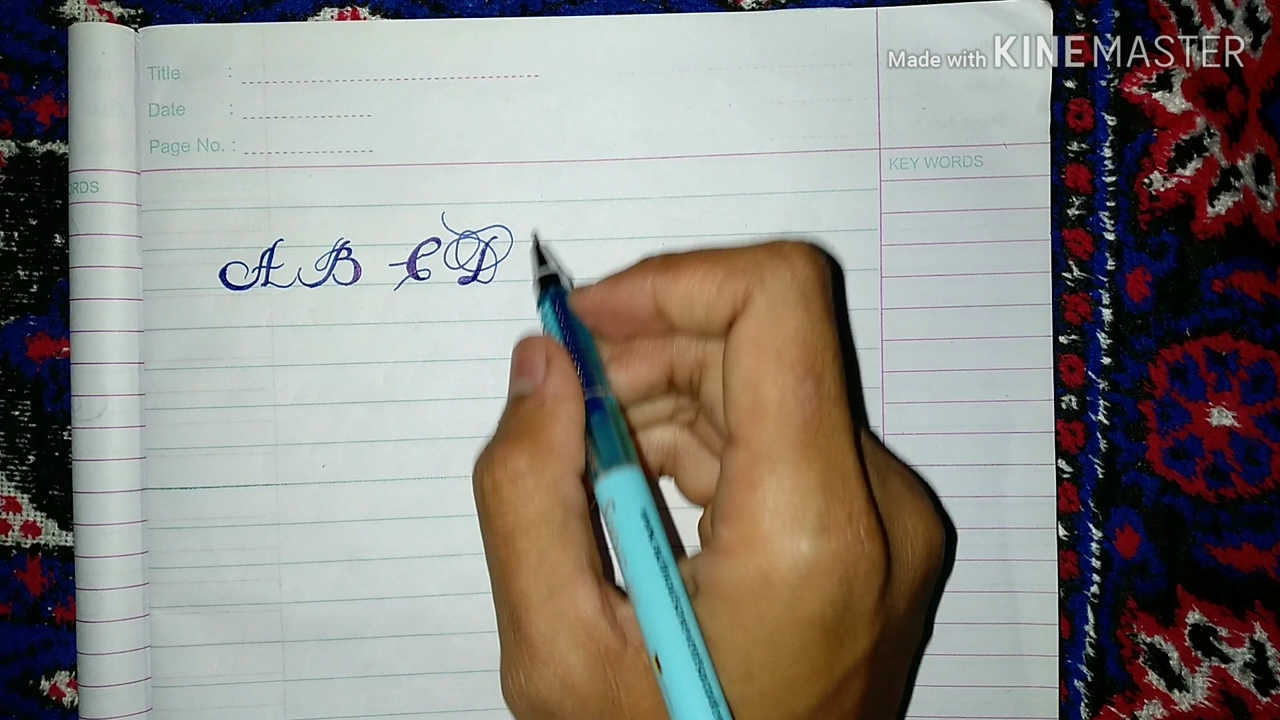 Made with KINEMASTER
Title :
Date :
Page No. :
KEY WORDS
ORDS
A B C D